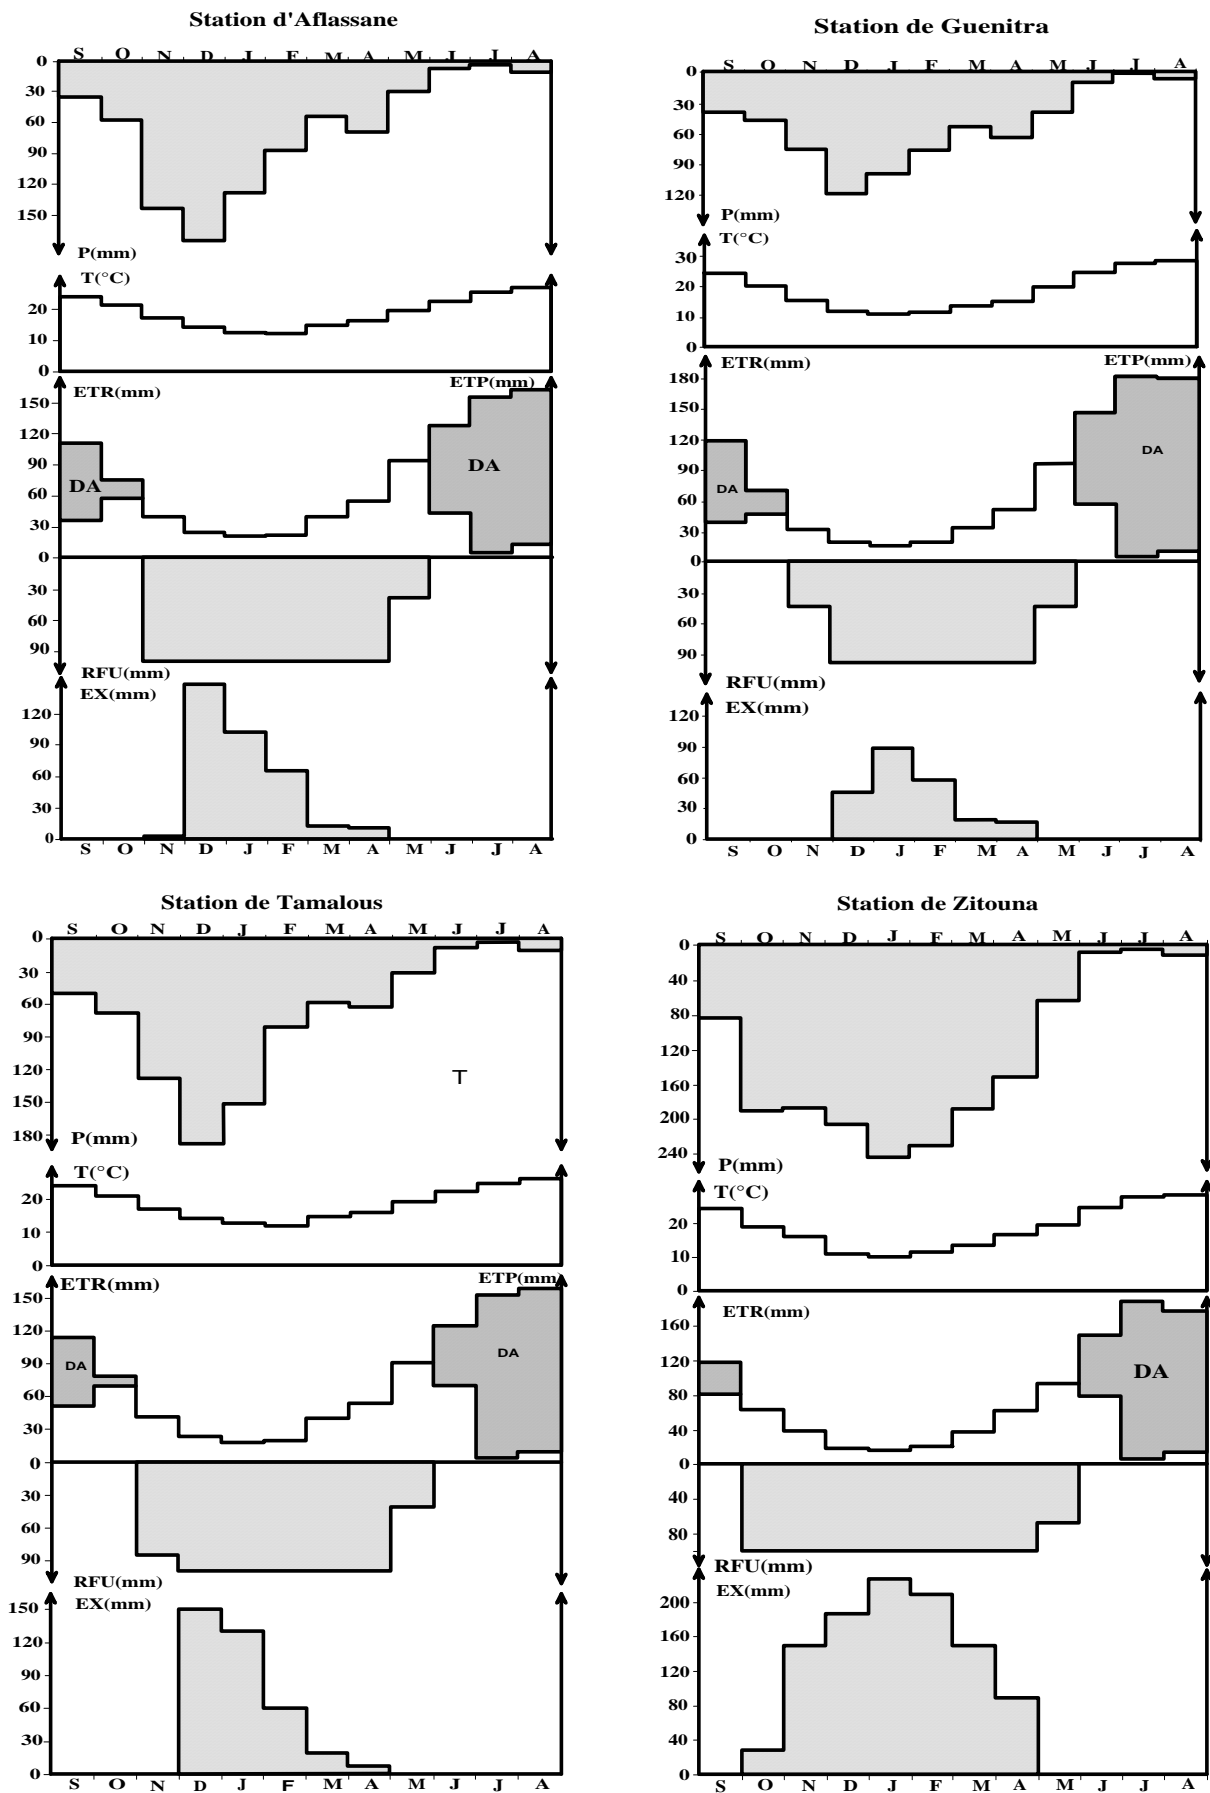 Station d'Aflassane
S O N D J F M A M J J A
0
30
60
90
120
150
P(mm)
T(°C)
20
10
0
ETR(mm)
ETP(mm)
150
120
90
60
30
0
DA
DA
30
60
90
RFU(mm)
EX(mm)
120
90
60
30
0
S O N D J F M A M J J A
Station de Guenitra
S O N D J F M A M J J A
0
30
60
90
120
P(mm)
T(°C)
30
20
10
0
ETR(mm)
ETP(mm)
180
150
120
90
60
30
0
DA
DA
30
60
90
RFU(mm)
EX(mm)
120
90
60
30
0
S O N D J F M A M J J A
Station de Tamalous
S O N D J F M A M J J A
0
30
60
90
120
150
180
T
P(mm)
T(°C)
20
10
0
ETR(mm)
ETP(mm)
150
120
90
60
30
0
DA
DA
30
60
90
RFU(mm)
EX(mm)
150
120
90
60
30
0
S O N D J F M A M J J A
Station de Zitouna
S O N D J F M A M J J A
0
40
80
120
160
200
240
P(mm)
T(°C)
20
10
0
ETR(mm)
160
120
80
40
0
DA
40
80
RFU(mm)
EX(mm)
200
160
120
80
40
0
S O N D J F M A M J J A